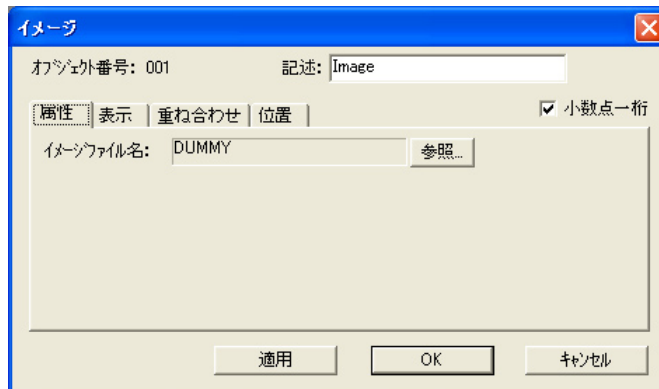 イメージ
ｵﾌﾞｼﾞｪｸﾄ番号: 001 記述: Image
属性 表示 重ね合わせ 位置 小数点一桁
ｲﾒｰｼﾞﾌｧｲﾙ名: DUMMY 参照...
適用 OK ｷｬﾝｾﾙ